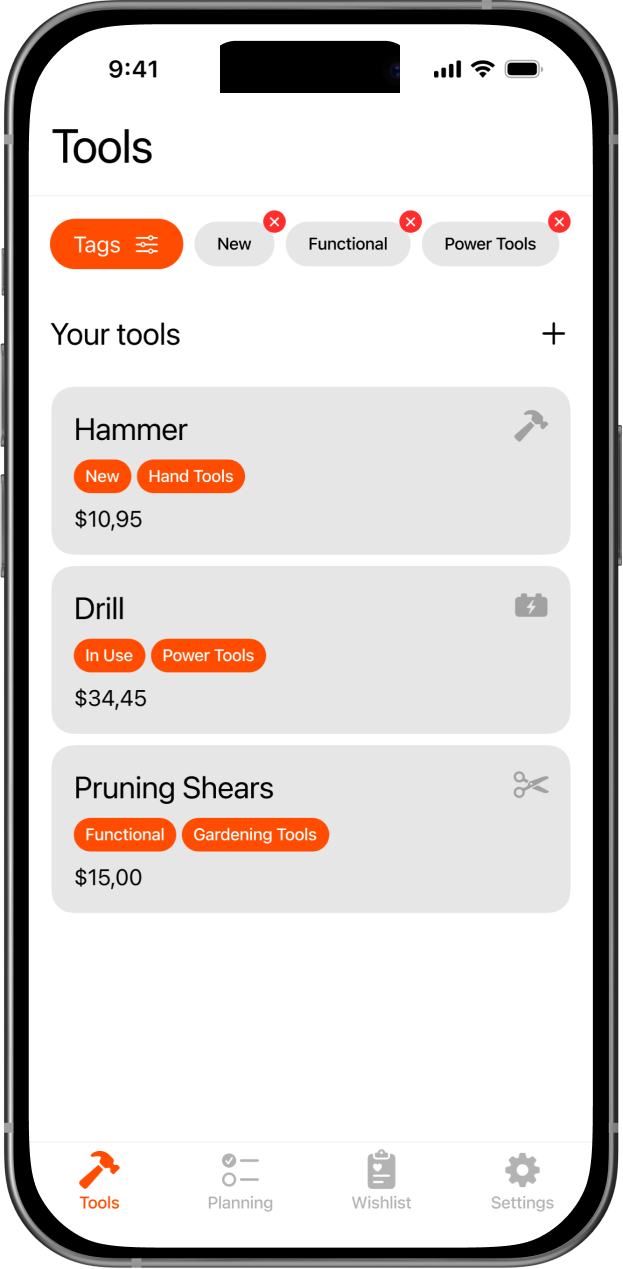 9:41
Tools
Tags New Functional Power Tools
Your tools
Hammer
New Hand Tools
$10,95
Drill
In Use Power Tools
$34,45
Pruning Shears
Functional Gardening Tools
$15,00
Tools Planning Wishlist Settings